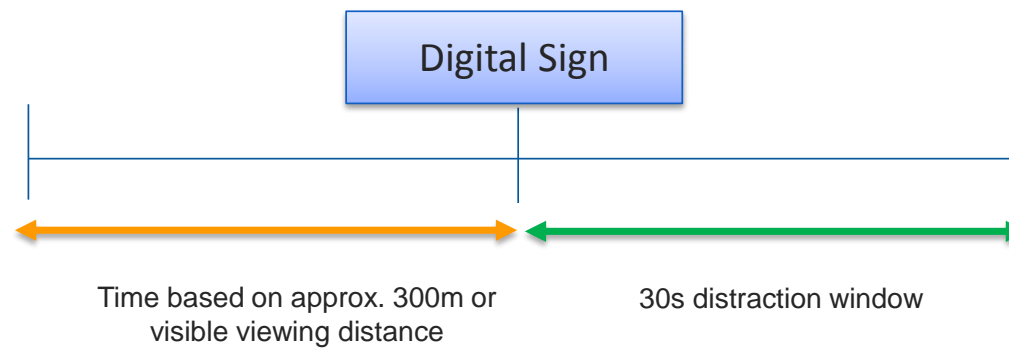 Digital Sign
Time based on approx. 300m or
visible viewing distance
30s distraction window